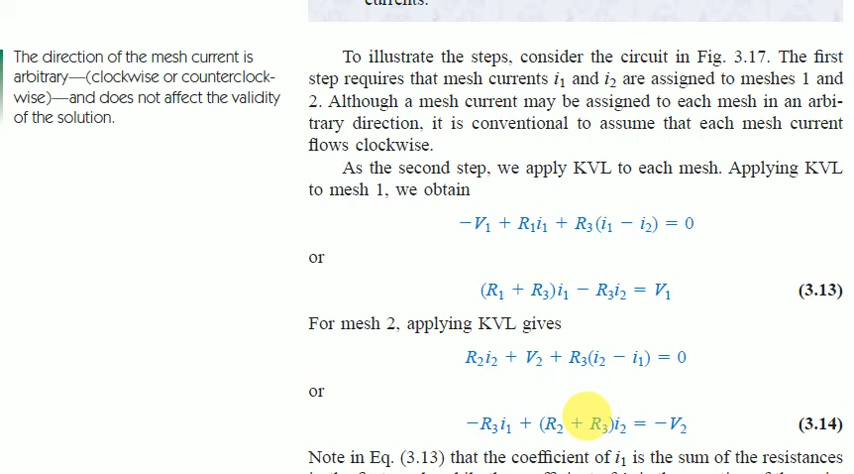 currents.
The direction of the mesh current is
arbitrary—(clockwise or counterclock-
wise)—and does not affect the validity
of the solution.
To illustrate the steps, consider the circuit in Fig. 3.17. The first
step requires that mesh currents i₁ and i₂ are assigned to meshes 1 and
2. Although a mesh current may be assigned to each mesh in an arbi-
trary direction, it is conventional to assume that each mesh current
flows clockwise.
As the second step, we apply KVL to each mesh. Applying KVL
to mesh 1, we obtain
−V₁ + R₁i₁ + R₃(i₁ − i₂) = 0
or
(R₁ + R₃)i₁ − R₃i₂ = V₁ (3.13)
For mesh 2, applying KVL gives
R₂i₂ + V₂ + R₃(i₂ − i₁) = 0
or
−R₃i₁ + (R₂ + R₃)i₂ = −V₂ (3.14)
Note in Eq. (3.13) that the coefficient of i₁ is the sum of the resistances